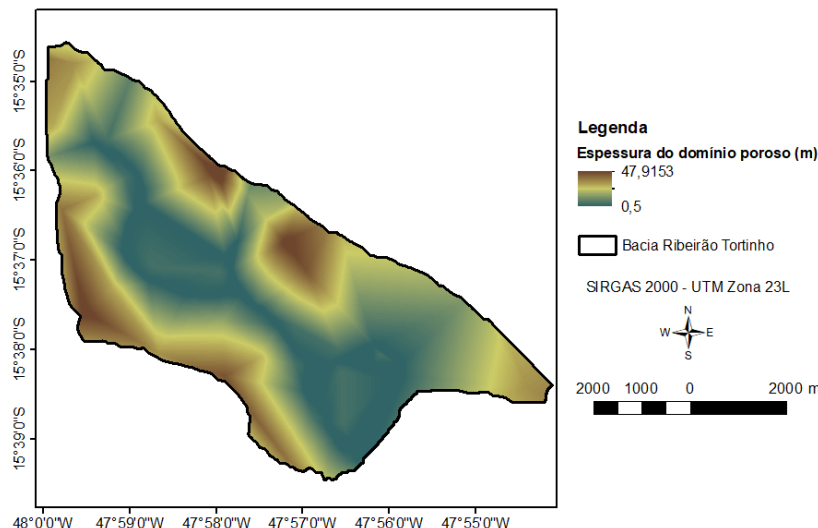 15°35'0"S
15°36'0"S
15°37'0"S
15°38'0"S
15°39'0"S
48°0'0"W 47°59'0"W 47°58'0"W 47°57'0"W 47°56'0"W 47°55'0"W
Legenda
Espessura do domínio poroso (m)
47,9153
0,5
Bacia Ribeirão Tortinho
SIRGAS 2000 - UTM Zona 23L
N
W E
S
2000 1000 0 2000 m